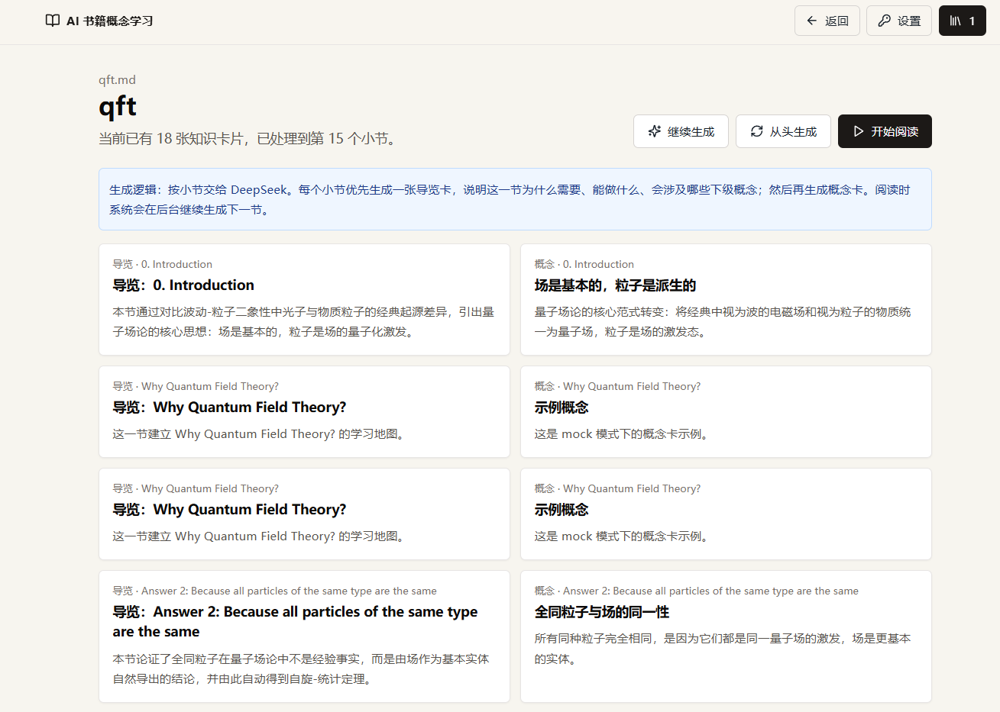 AI 书籍概念学习
返回
设置
1
qft.md
qft
当前已有 18 张知识卡片，已处理到第 15 个小节。
继续生成
从头生成
开始阅读
生成逻辑：按小节交给 DeepSeek。每个小节优先生成一张导览卡，说明这一节为什么需要、能做什么、会涉及哪些下级概念；然后再生成概念卡。阅读时
系统会在后台继续生成下一节。
导览 · 0. Introduction
导览：0. Introduction
本节通过对比波动-粒子二象性中光子与物质粒子的经典起源差异，引出量
子场论的核心思想：场是基本的，粒子是场的量子化激发。
概念 · 0. Introduction
场是基本的，粒子是派生的
量子场论的核心范式转变：将经典中视为波的电磁场和视为粒子的物质统
一为量子场，粒子是场的激发态。
导览 · Why Quantum Field Theory?
导览：Why Quantum Field Theory?
这一节建立 Why Quantum Field Theory? 的学习地图。
概念 · Why Quantum Field Theory?
示例概念
这是 mock 模式下的概念卡示例。
导览 · Why Quantum Field Theory?
导览：Why Quantum Field Theory?
这一节建立 Why Quantum Field Theory? 的学习地图。
概念 · Why Quantum Field Theory?
示例概念
这是 mock 模式下的概念卡示例。
导览 · Answer 2: Because all particles of the same type are the same
导览：Answer 2: Because all particles of the same type
are the same
本节论证了全同粒子在量子场论中不是经验事实，而是由场作为基本实体
自然导出的结论，并由此自动得到自旋-统计定理。
概念 · Answer 2: Because all particles of the same type are the same
全同粒子与场的同一性
所有同种粒子完全相同，是因为它们都是同一量子场的激发，场是更基本
的实体。